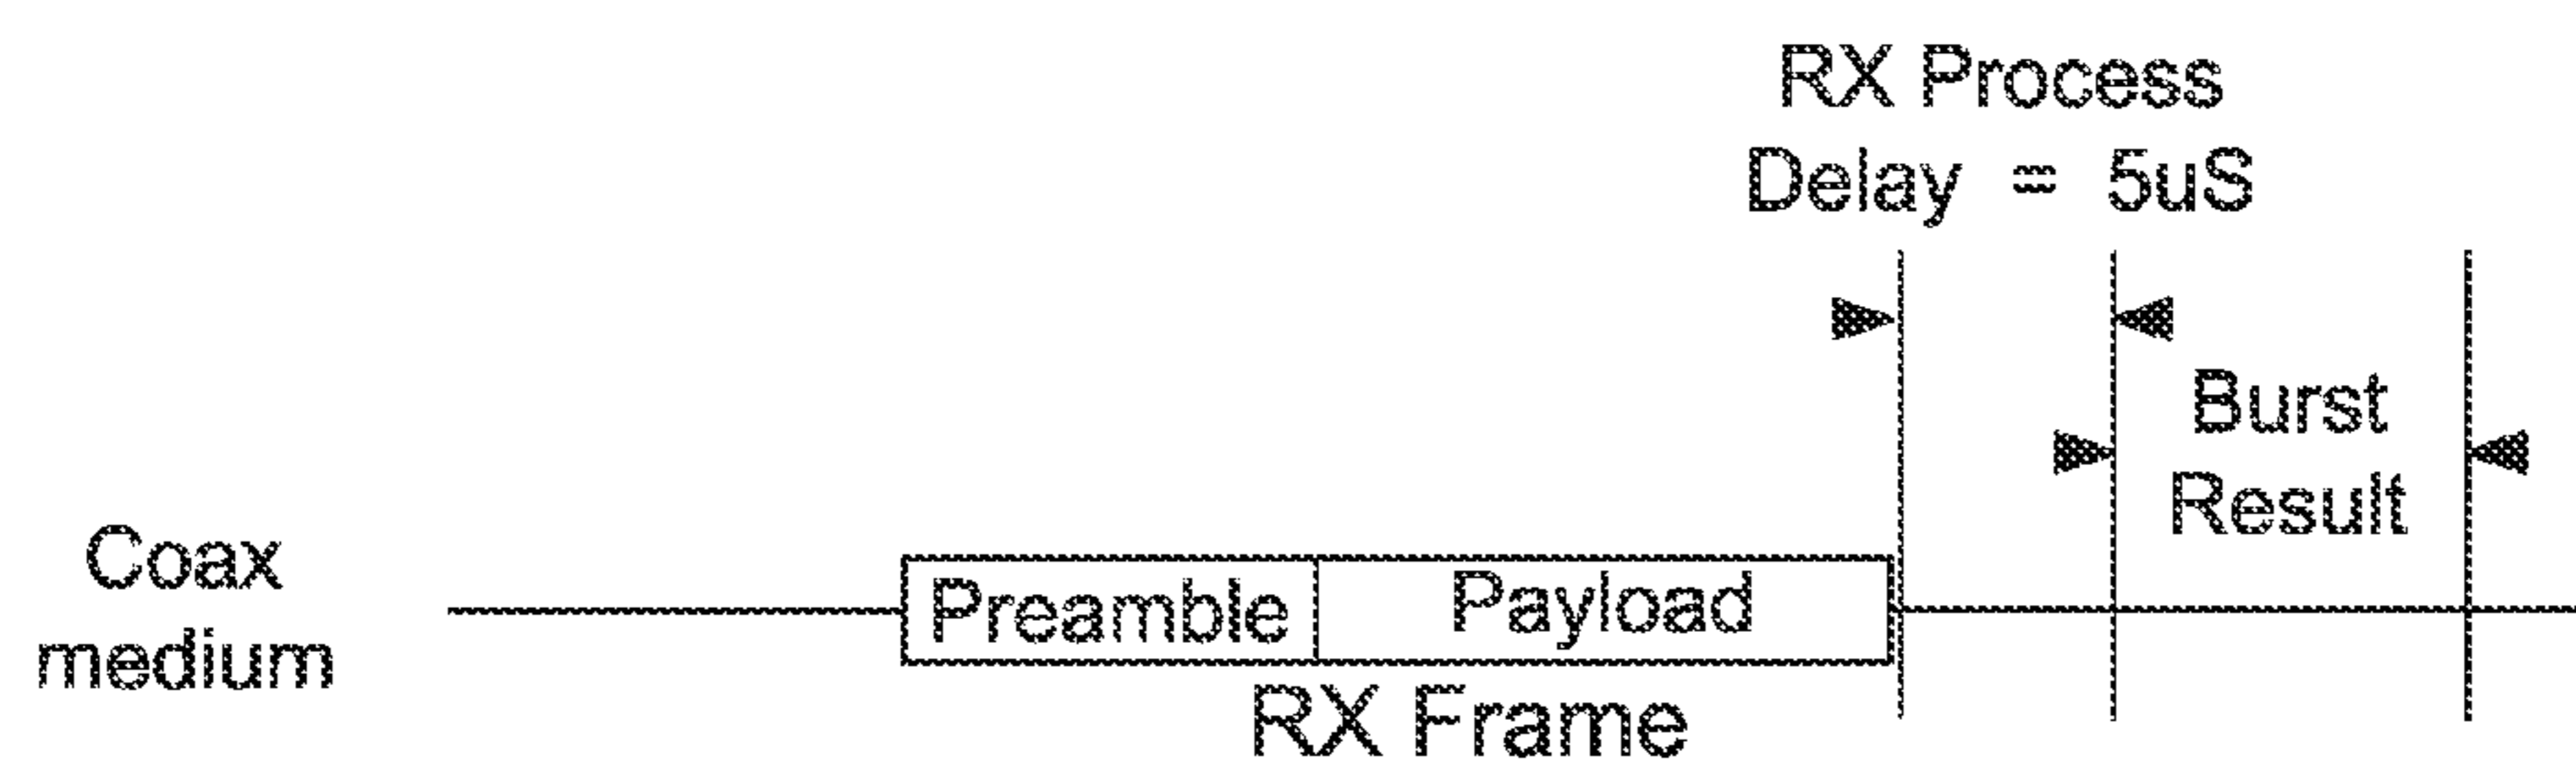 RX Process
Delay = 5uS
Burst
Result
Coax
medium
Preamble
Payload
RX Frame